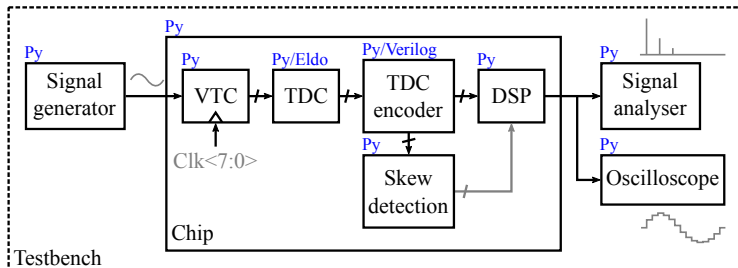 Py
Py
Py
Py/Eldo
Py/Verilog
Py
Py
Signal
generator
VTC
TDC
TDC
encoder
DSP
Signal
analyser
Clk<7:0>
Py
Skew
detection
Py
Oscilloscope
Chip
Testbench